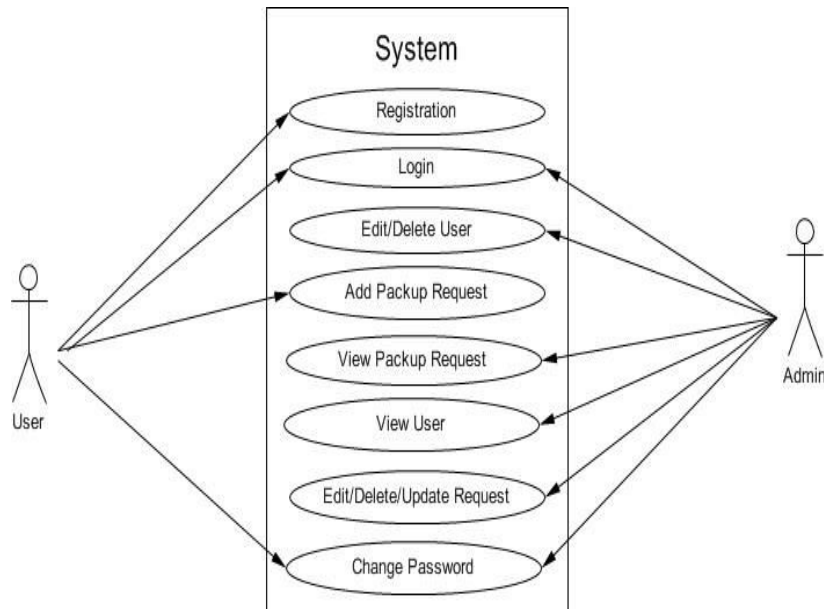 System
Registration
Login
Edit/Delete User
Add Packup Request
View Packup Request
View User
Edit/Delete/Update Request
Change Password
User
Admin